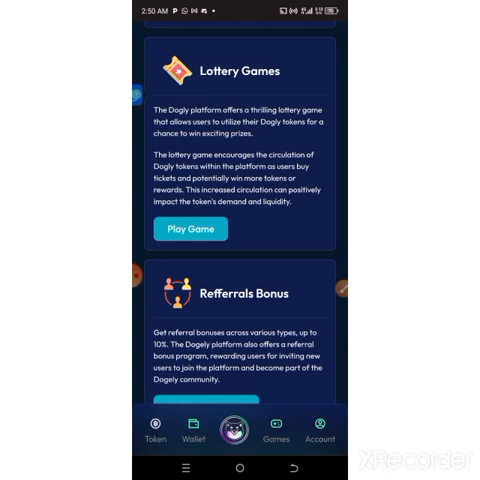 2:50 AM
Lottery Games
The Dogly platform offers a thrilling lottery game
that allows users to utilize their Dogly tokens for a
chance to win exciting prizes.
The lottery game encourages the circulation of
Dogly tokens within the platform as users buy
tickets and potentially win more tokens or
rewards. This increased circulation can positively
impact the token's demand and liquidity.
Play Game
Refferrals Bonus
Get referral bonuses across various types, up to
10%. The Dogely platform also offers a referral
bonus program, rewarding users for inviting new
users to join the platform and become part of the
Dogely community.
Token
Wallet
Games
Account
XRecorder